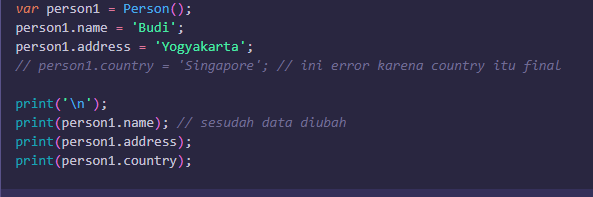 var person1 = Person();
person1.name = 'Budi';
person1.address = 'Yogyakarta';
// person1.country = 'Singapore'; // ini error karena country itu final
print('\n');
print(person1.name); // sesudah data diubah
print(person1.address);
print(person1.country);